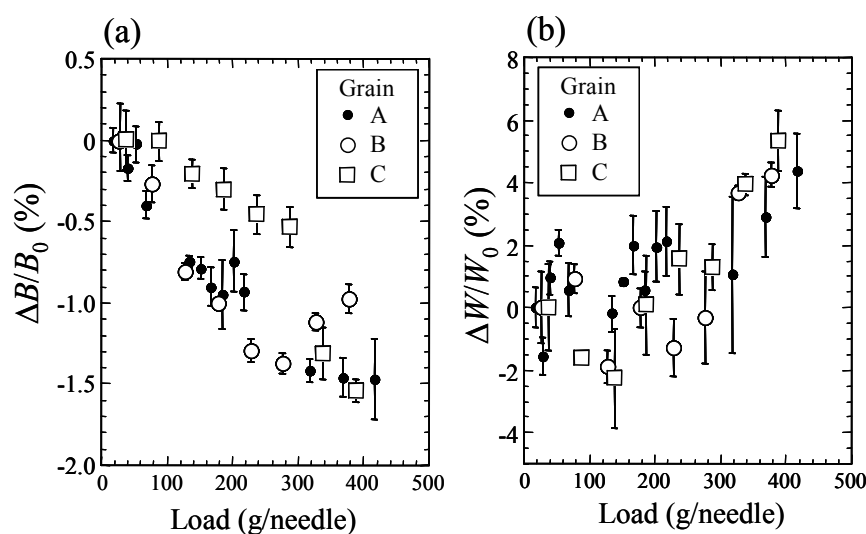 (a)
0.5
0
-0.5
-1.0
-1.5
-2.0
ΔB/B₀ (%)
Grain
A
B
C
0 100 200 300 400 500
Load (g/needle)
(b)
8
6
4
2
0
-2
-4
ΔW/W₀ (%)
Grain
A
B
C
0 100 200 300 400 500
Load (g/needle)